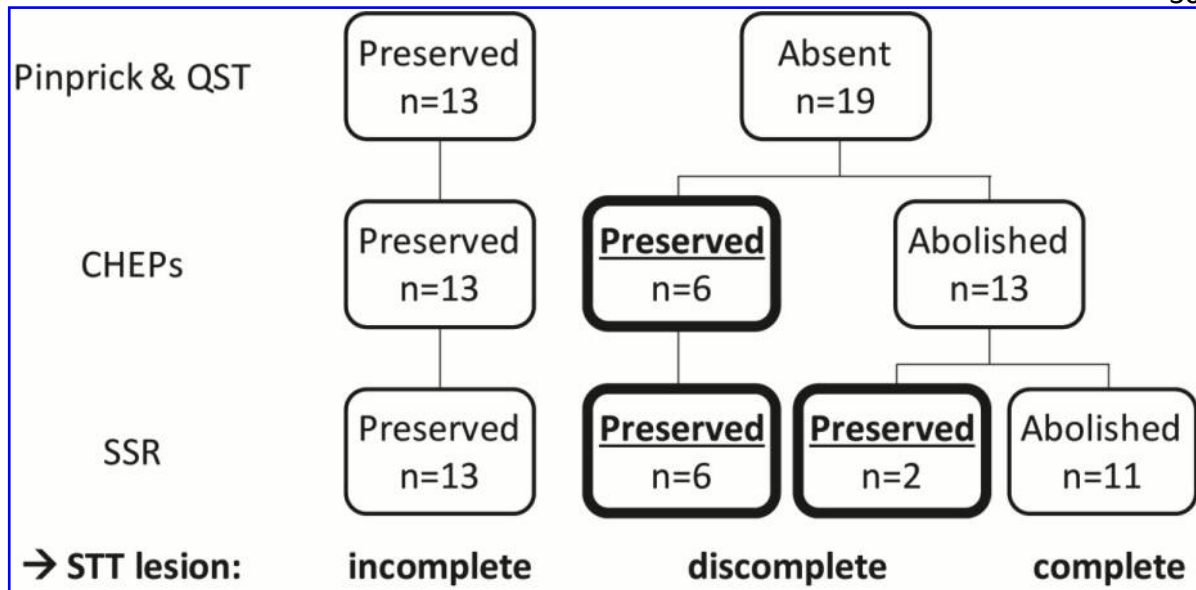 Pinprick & QST
Preserved
n=13
Absent
n=19
CHEPs
Preserved
n=13
Preserved
n=6
Abolished
n=13
SSR
Preserved
n=13
Preserved
n=6
Preserved
n=2
Abolished
n=11
→ STT lesion: incomplete discomplete complete